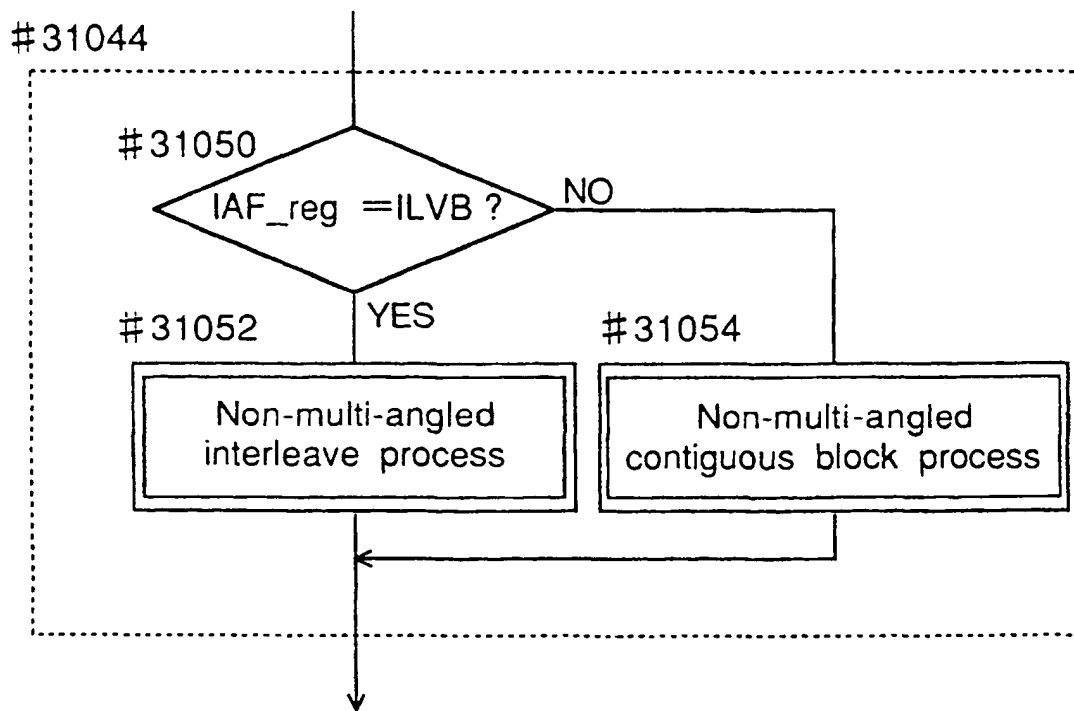 #31044
#31050
IAF_reg =ILVB ?
NO
YES
#31052
#31054
Non-multi-angled
interleave process
Non-multi-angled
contiguous block process